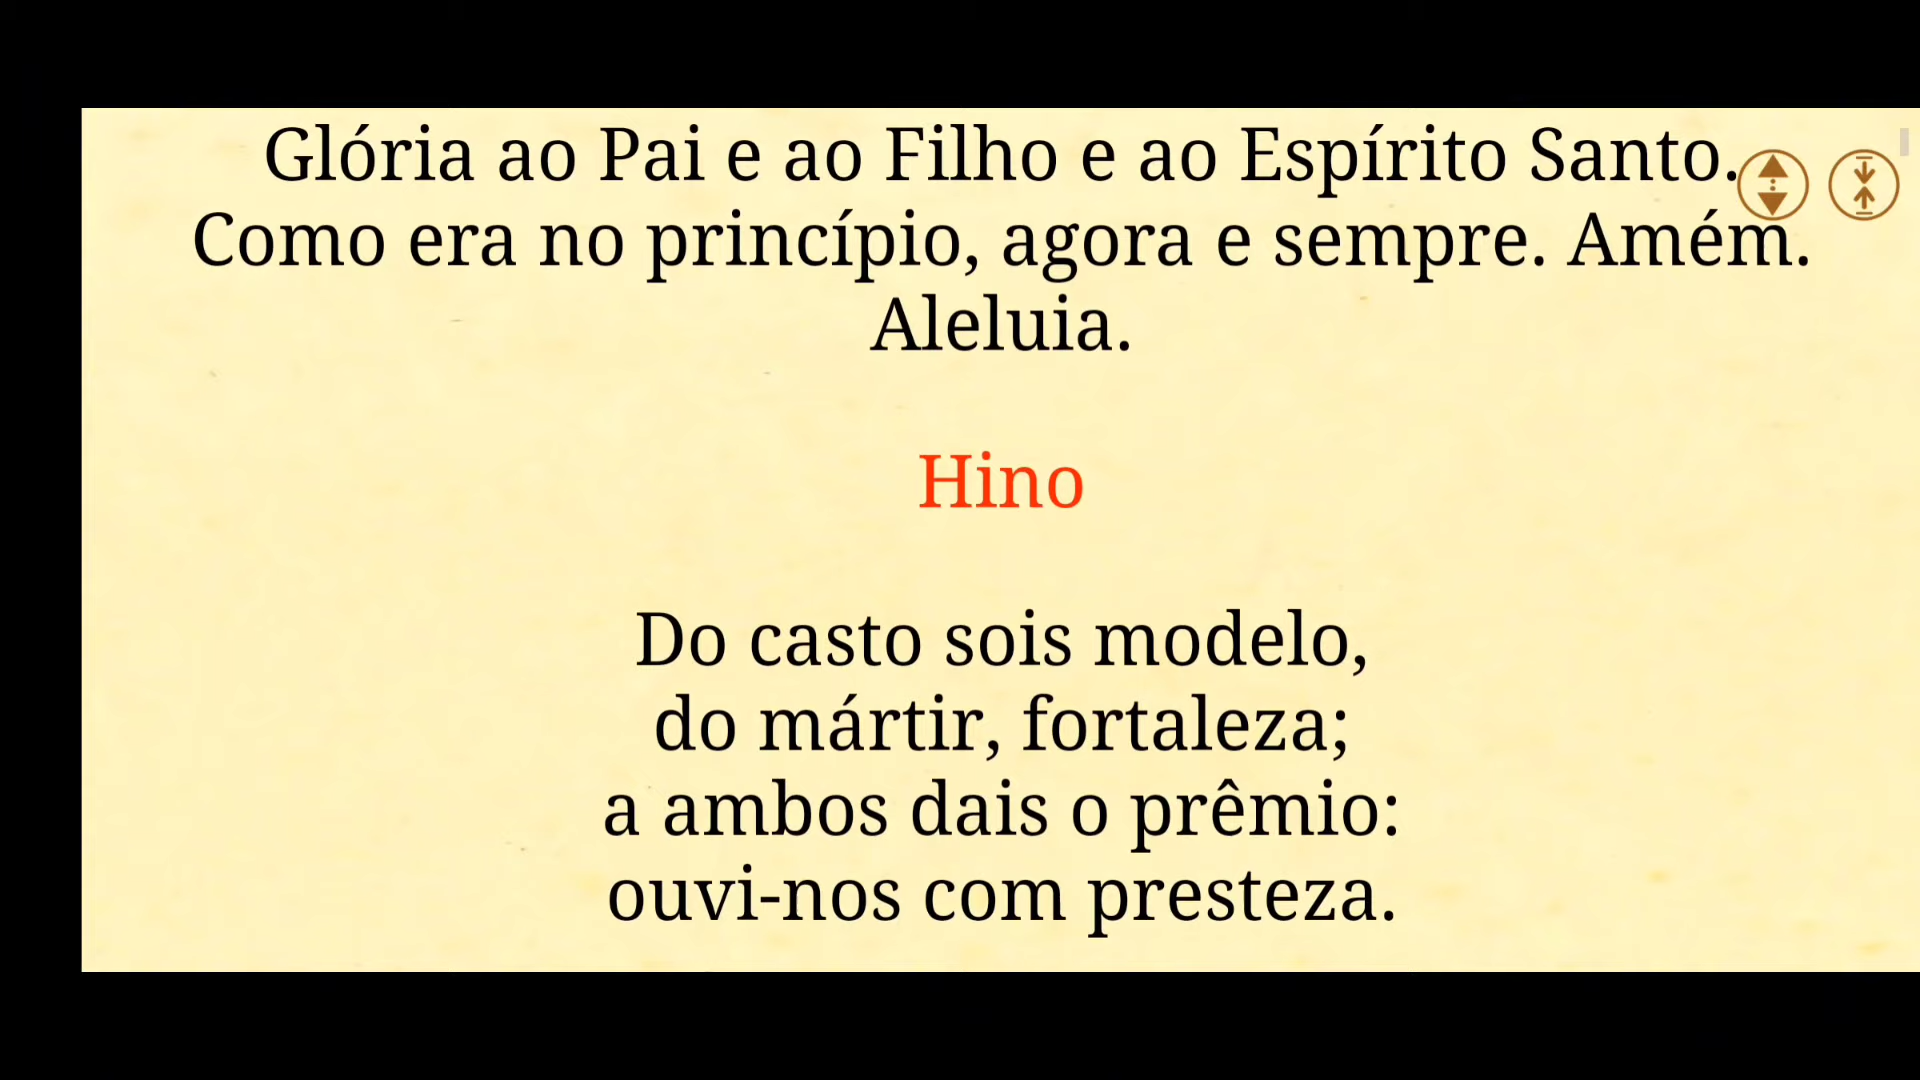 Glória ao Pai e ao Filho e ao Espírito Santo.
Como era no princípio, agora e sempre. Amém.
Aleluia.
Hino
Do casto sois modelo,
do mártir, fortaleza;
a ambos dais o prêmio:
ouvi-nos com presteza.